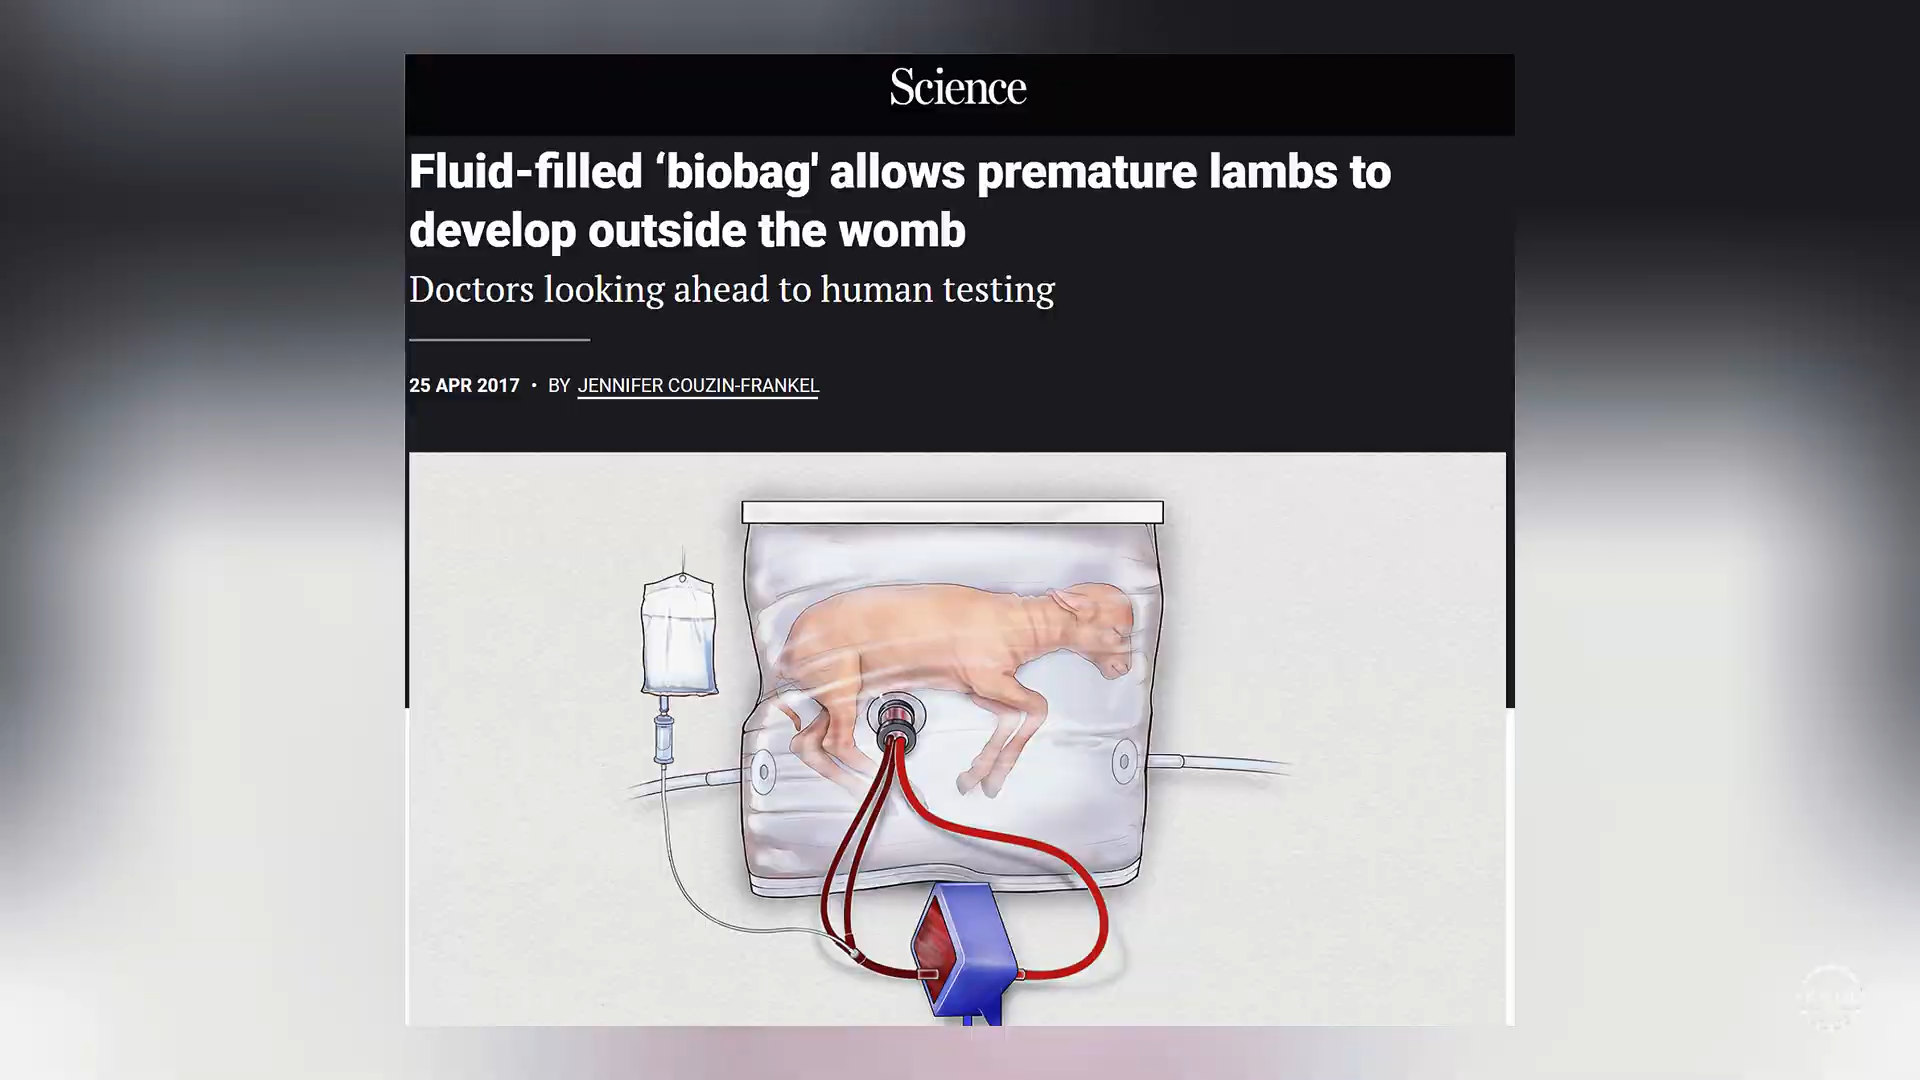 Science
Fluid-filled ‘biobag' allows premature lambs to
develop outside the womb
Doctors looking ahead to human testing
25 APR 2017 • BY JENNIFER COUZIN-FRANKEL